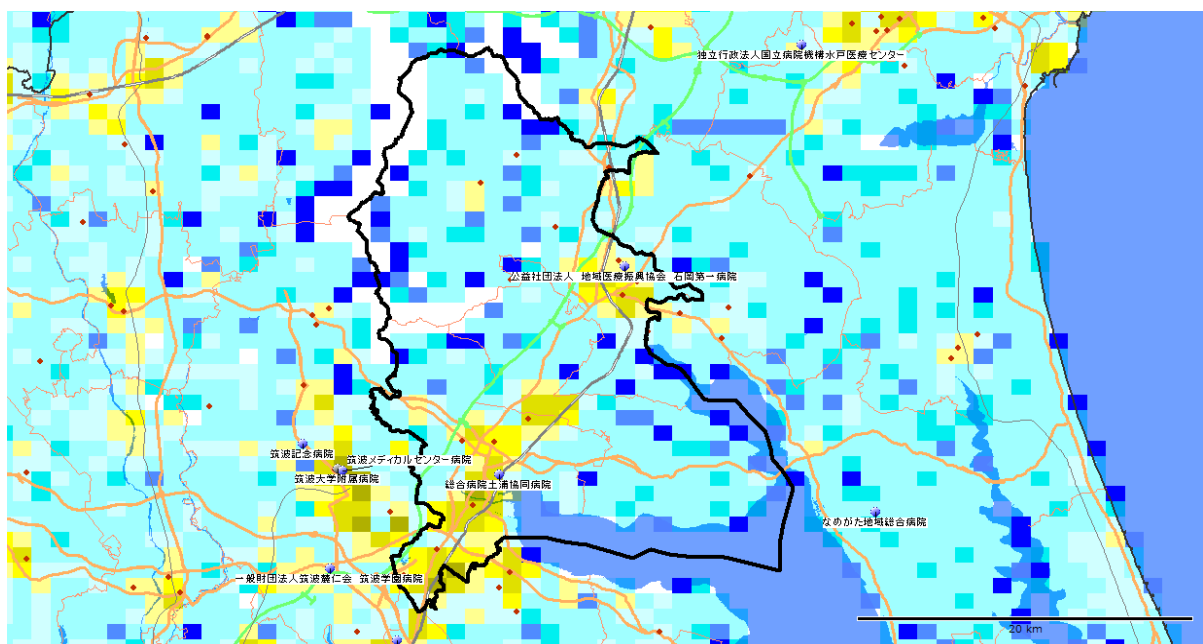 独立行政法人国立病院機構水戸医療センター
公益社団法人 地域医療振興協会 石岡第一病院
筑波記念病院
筑波メディカルセンター病院
筑波大学附属病院
総合病院土浦協同病院
なめがた地域総合病院
一般財団法人筑波麓仁会 筑波学園病院
20 km